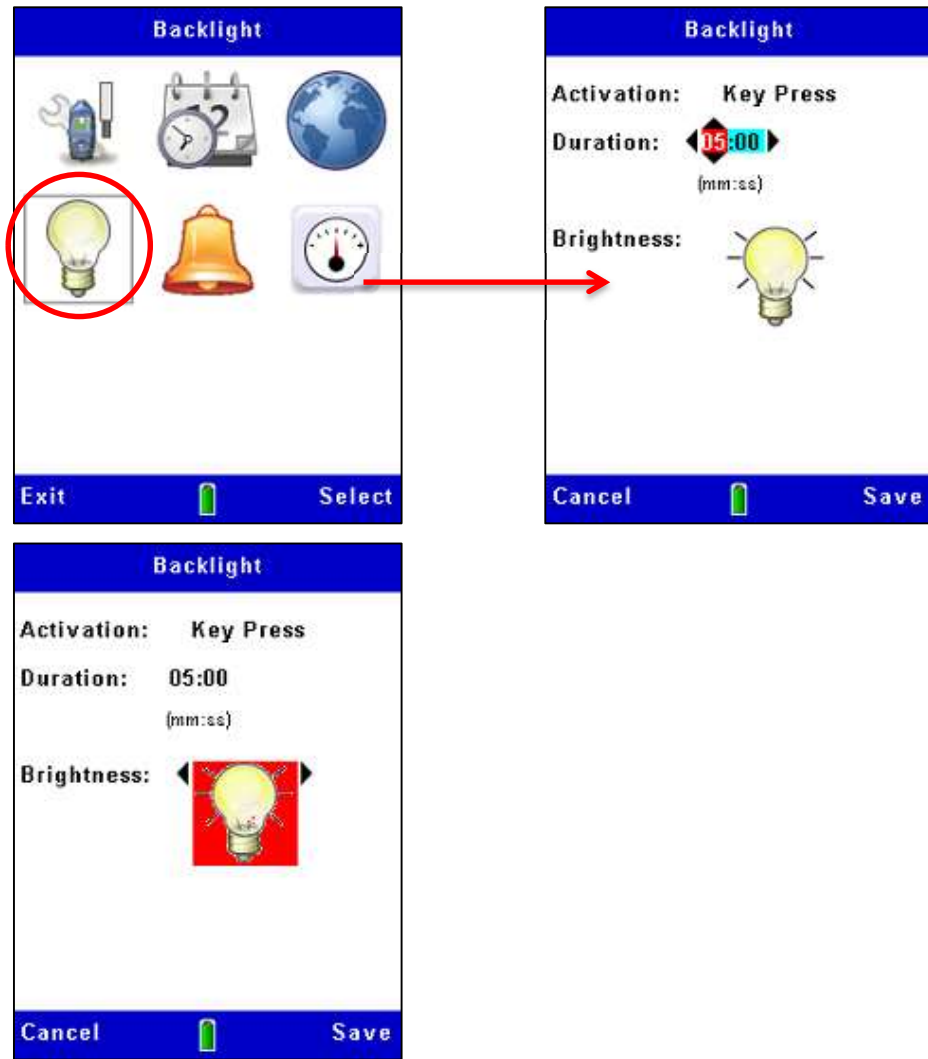 Backlight
12
Exit Select
Backlight
Activation: Key Press
Duration: 05:00
(mm:ss)
Brightness:
Cancel Save
Backlight
Activation: Key Press
Duration: 05:00
(mm:ss)
Brightness:
Cancel Save